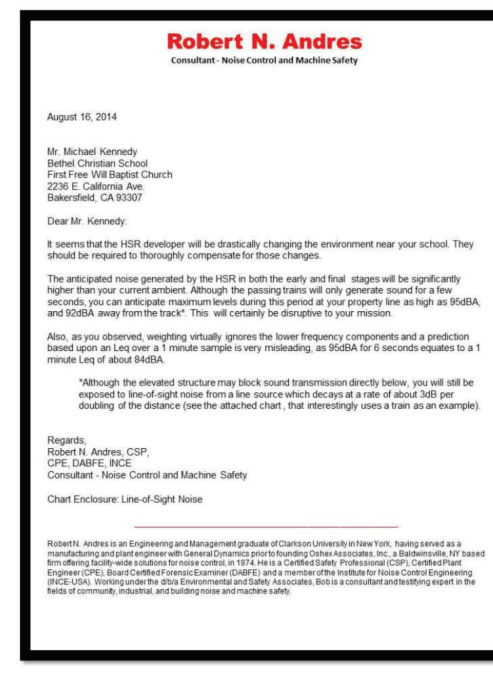 Robert N. Andres
Consultant - Noise Control and Machine Safety
August 16, 2014
Mr. Michael Kennedy
Bethel Christian School
First Free Will Baptist Church
2236 E. California Ave.
Bakersfield, CA 93307
Dear Mr. Kennedy:
It seems that the HSR developer will be drastically changing the environment near your school. They
should be required to thoroughly compensate for those changes.
The anticipated noise generated by the HSR in both the early and final stages will be significantly
higher than your current ambient. Although the passing trains will only generate sound for a few
seconds, you can anticipate maximum levels during this period at your property line as high as 95dBA,
and 92dBA away from the track*. This will certainly be disruptive to your mission.
Also, as you observed, weighting virtually ignores the lower frequency components and a prediction
based upon an Leq over a 1 minute sample is very misleading, as 95dBA for 6 seconds equates to a 1
minute Leq of about 84dBA.
*Although the elevated structure may block sound transmission directly below, you will still be
exposed to line-of-sight noise from a line source which decays at a rate of about 3dB per
doubling of the distance (see the attached chart , that interestingly uses a train as an example).
Regards,
Robert N. Andres, CSP,
CPE, DABFE, INCE
Consultant - Noise Control and Machine Safety
Chart Enclosure: Line-of-Sight Noise
Robert N. Andres is an Engineering and Management graduate of Clarkson University in New York, having served as a
manufacturing and plant engineer with General Dynamics prior to founding Oshex Associates, Inc., a Baldwinsville, NY based
firm offering facility-wide solutions for noise control, in 1974. He is a Certified Safety Professional (CSP), Certified Plant
Engineer (CPE), Board Certified Forensic Examiner (DABFE) and a member of the Institute for Noise Control Engineering
(INCE-USA). Working under the d/b/a Environmental and Safety Associates, Bob is a consultant and testifying expert in the
fields of community, industrial, and building noise and machine safety.